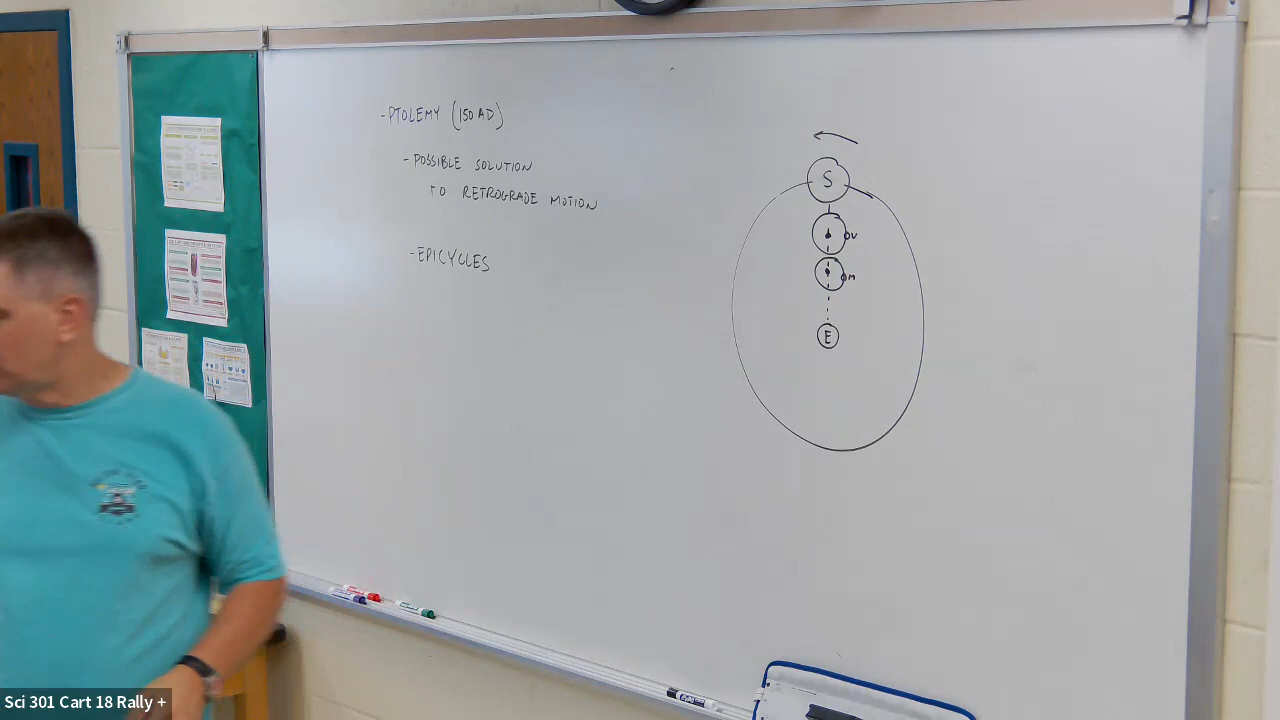 -PTOLEMY (150 AD)
-POSSIBLE SOLUTION
TO RETROGRADE MOTION
-EPICYCLES
S
V
M
E
Sci 301 Cart 18 Rally +